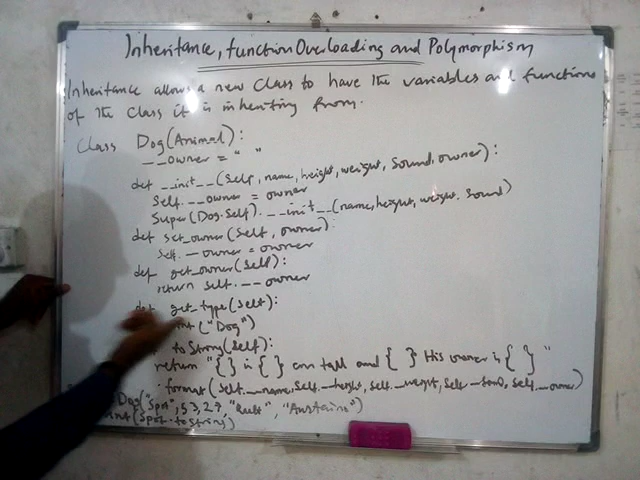 Inheritance, function Overloading and Polymorphism
Inheritance allows a new class to have the variables and functions
of the class it is inheriting from.
Class Dog(Animal):
__owner = " "
def __init__(self, name, height, weight, sound, owner):
self.__owner = owner
Super(Dog.self).__init__(name, height, weight, sound)
def set_owner(self, owner):
self.__owner = owner
def get_owner(self):
return self.__owner
def get_type(self):
("Dog")
toString(self):
return "{ } is { } cm tall and { } His owner is { } "
.format(self.__name, self.__height, self.__weight, self.__sound, self.__owner)
Dog("Spot", 53, 27, "
(Spot.toString)